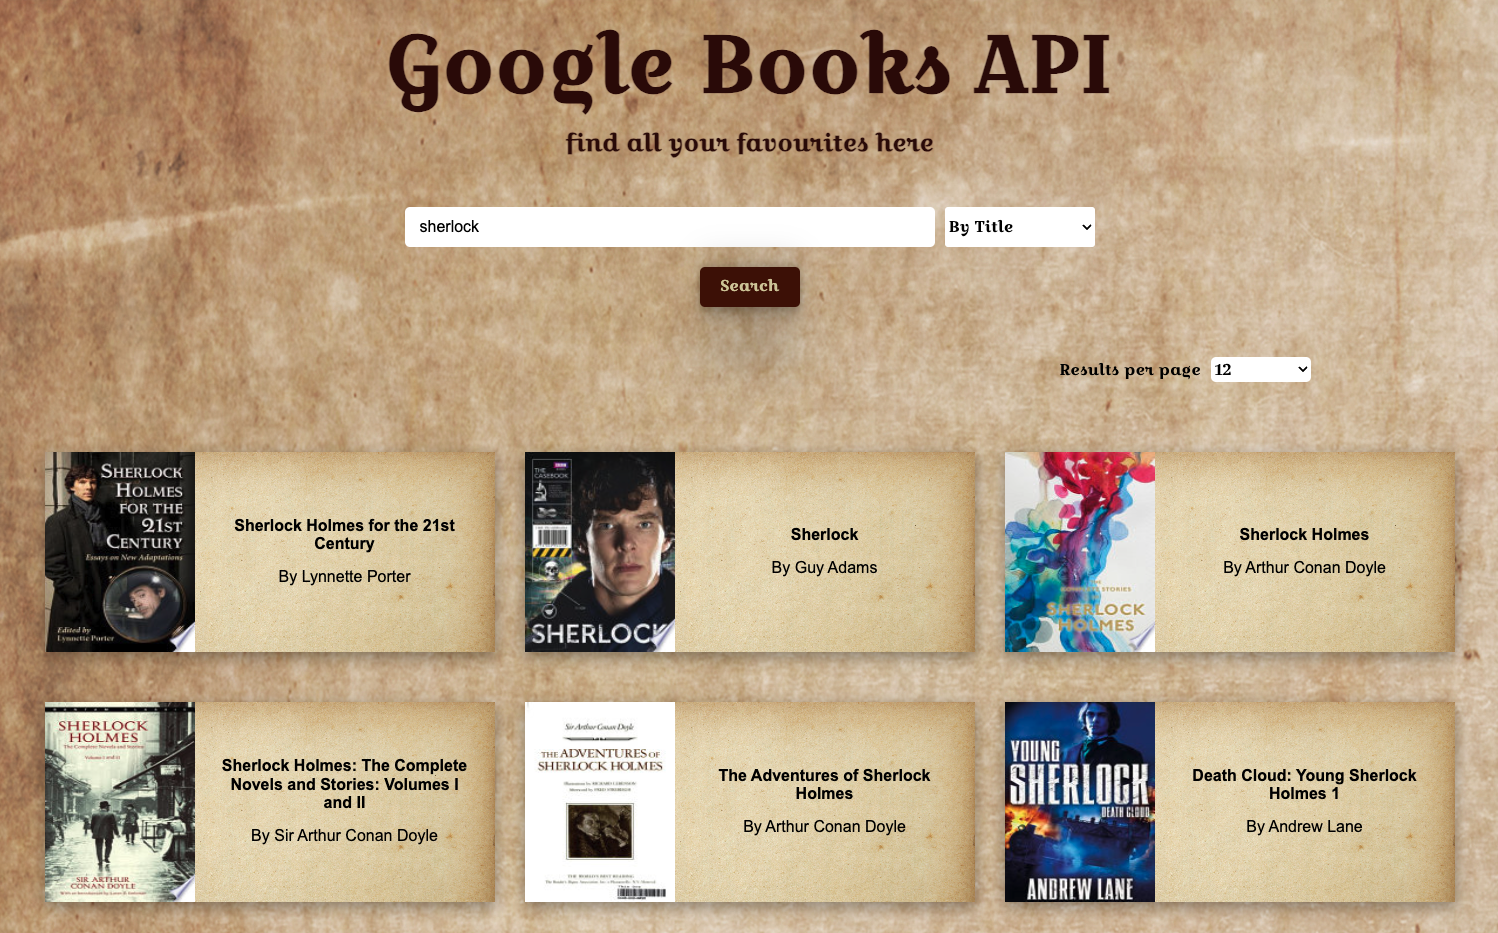 Google Books API
find all your favourites here
sherlock
By Title
Search
Results per page
12
SHERLOCK
HOLMES
FOR THE
21ST
CENTURY
Essays on New Adaptations
Edited by
Lynnette Porter
Sherlock Holmes for the 21st
Century
By Lynnette Porter
THE
CASEBOOK
SHERLOCK
Sherlock
By Guy Adams
STORIES
SHERLOCK
HOLMES
Sherlock Holmes
By Arthur Conan Doyle
SHERLOCK
HOLMES
The Complete Novels and Stories
Volumes I and II
SIR ARTHUR
CONAN DOYLE
Sherlock Holmes: The Complete
Novels and Stories: Volumes I
and II
By Sir Arthur Conan Doyle
Sir Arthur Conan Doyle
THE ADVENTURES OF
SHERLOCK HOLMES
THE WORLD'S BEST READING
The Adventures of Sherlock
Holmes
By Arthur Conan Doyle
YOUNG
SHERLOCK
DEATH CLOUD
ANDREW LANE
Death Cloud: Young Sherlock
Holmes 1
By Andrew Lane